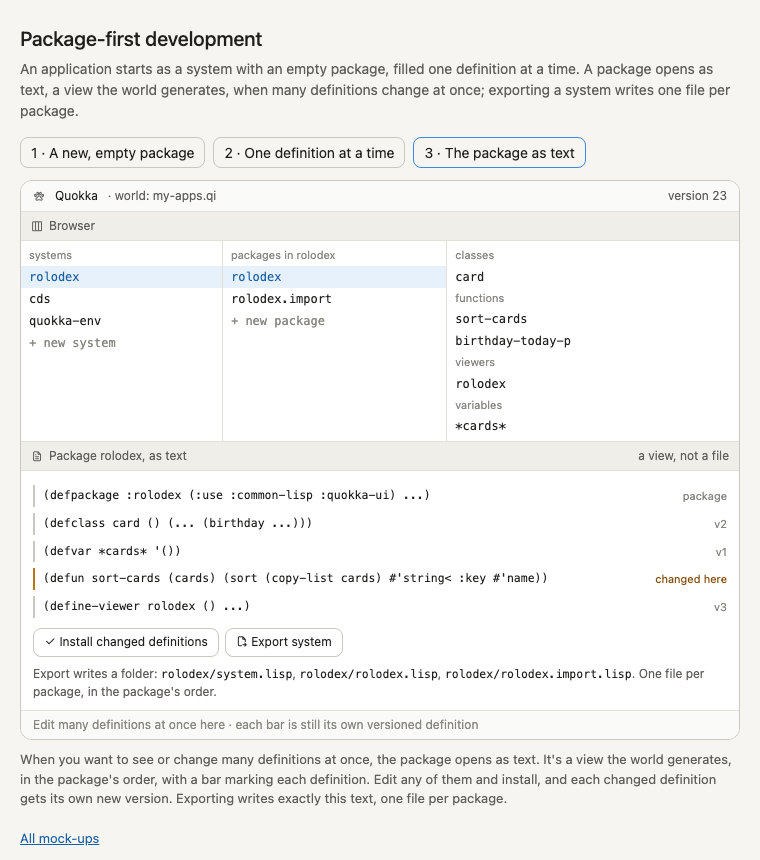 Package-first development
An application starts as a system with an empty package, filled one definition at a time. A package opens as
text, a view the world generates, when many definitions change at once; exporting a system writes one file per
package.
1 · A new, empty package
2 · One definition at a time
3 · The package as text
Quokka · world: my-apps.qi
version 23
Browser
systems
rolodex
cds
quokka-env
+ new system
packages in rolodex
rolodex
rolodex.import
+ new package
classes
card
functions
sort-cards
birthday-today-p
viewers
rolodex
variables
*cards*
Package rolodex, as text
a view, not a file
(defpackage :rolodex (:use :common-lisp :quokka-ui) ...)
package
(defclass card () (... (birthday ...)))
v2
(defvar *cards* '())
v1
(defun sort-cards (cards) (sort (copy-list cards) #'string< :key #'name))
changed here
(define-viewer rolodex () ...)
v3
Install changed definitions
Export system
Export writes a folder: rolodex/system.lisp, rolodex/rolodex.lisp, rolodex/rolodex.import.lisp. One file per
package, in the package's order.
Edit many definitions at once here · each bar is still its own versioned definition
When you want to see or change many definitions at once, the package opens as text. It's a view the world generates,
in the package's order, with a bar marking each definition. Edit any of them and install, and each changed definition
gets its own new version. Exporting writes exactly this text, one file per package.
All mock-ups